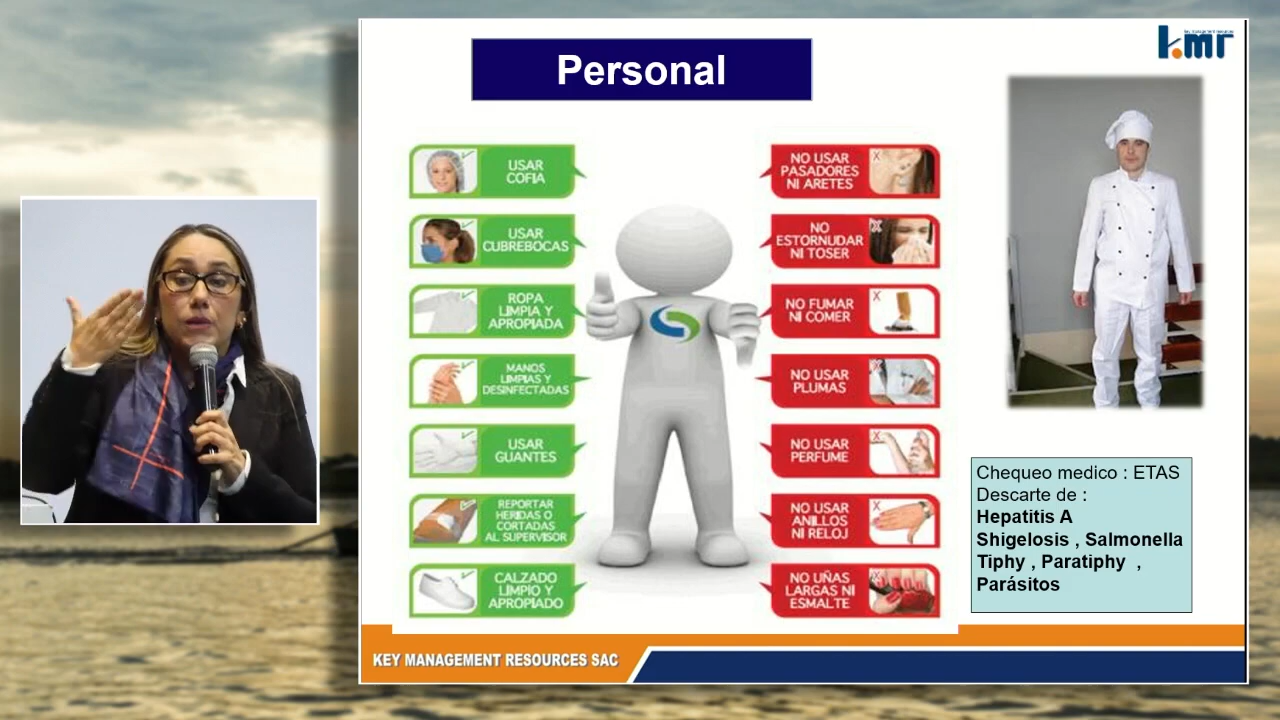 Personal
kmr
USAR
COFIA
USAR
CUBREBOCAS
ROPA
LIMPIA Y
APROPIADA
MANOS
LIMPIAS Y
DESINFECTADAS
USAR
GUANTES
REPORTAR
HERIDAS O
CORTADAS
AL SUPERVISOR
CALZADO
LIMPIO Y
APROPIADO
NO USAR
PASADORES
NI ARETES
NO
ESTORNUDAR
NI TOSER
NO FUMAR
NI COMER
NO USAR
PLUMAS
NO USAR
PERFUME
NO USAR
ANILLOS
NI RELOJ
NO UÑAS
LARGAS NI
ESMALTE
Chequeo medico : ETAS
Descarte de :
Hepatitis A
Shigelosis , Salmonella
Tiphy , Paratiphy ,
Parásitos
KEY MANAGEMENT RESOURCES SAC